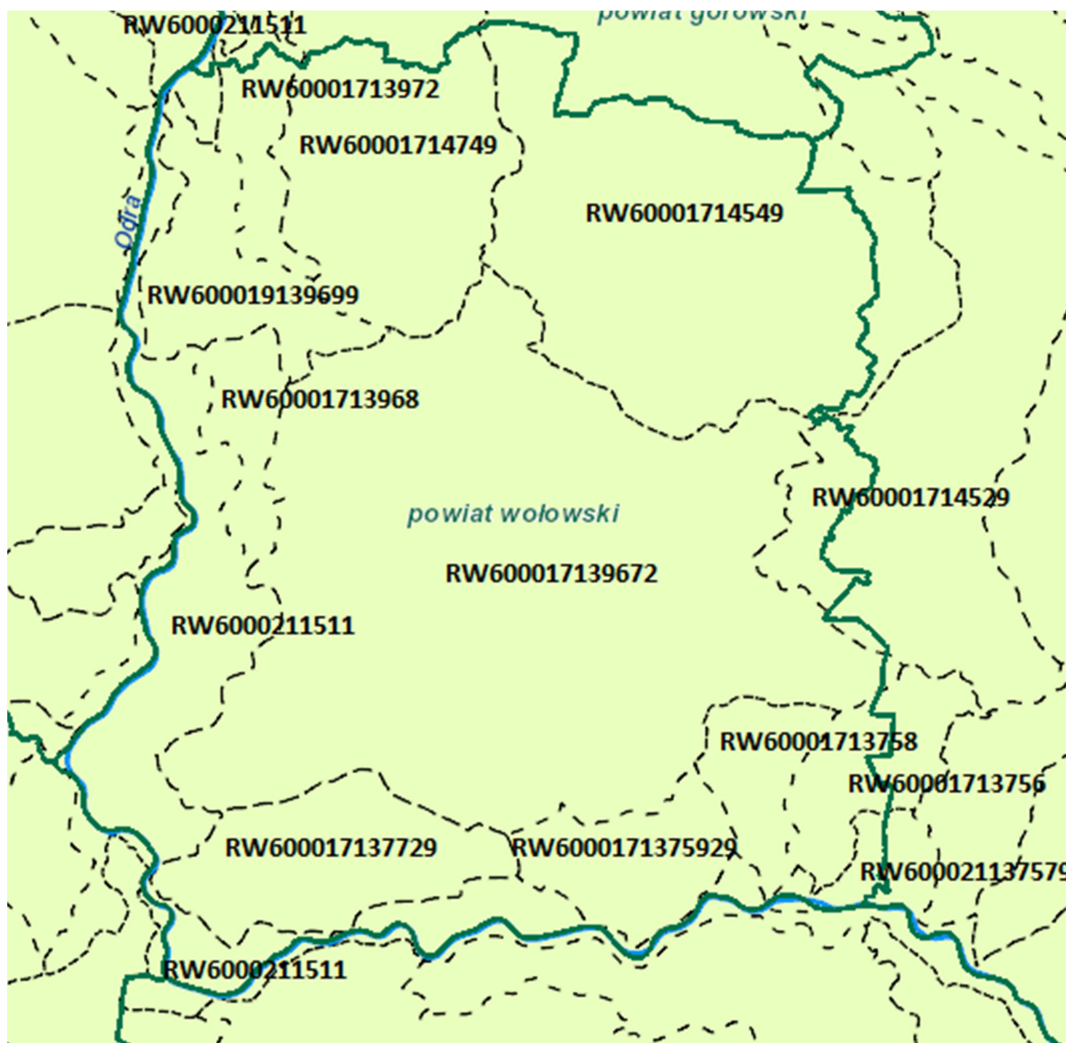 powiat górowski
RW6000211511
RW60001713972
RW60001714749
RW60001714549
Odra
RW600019139699
RW60001713968
RW60001714529
powiat wołowski
RW600017139672
RW6000211511
RW60001713758
RW60001713756
RW600017137729
RW6000171375929
RW600021137579
RW6000211511